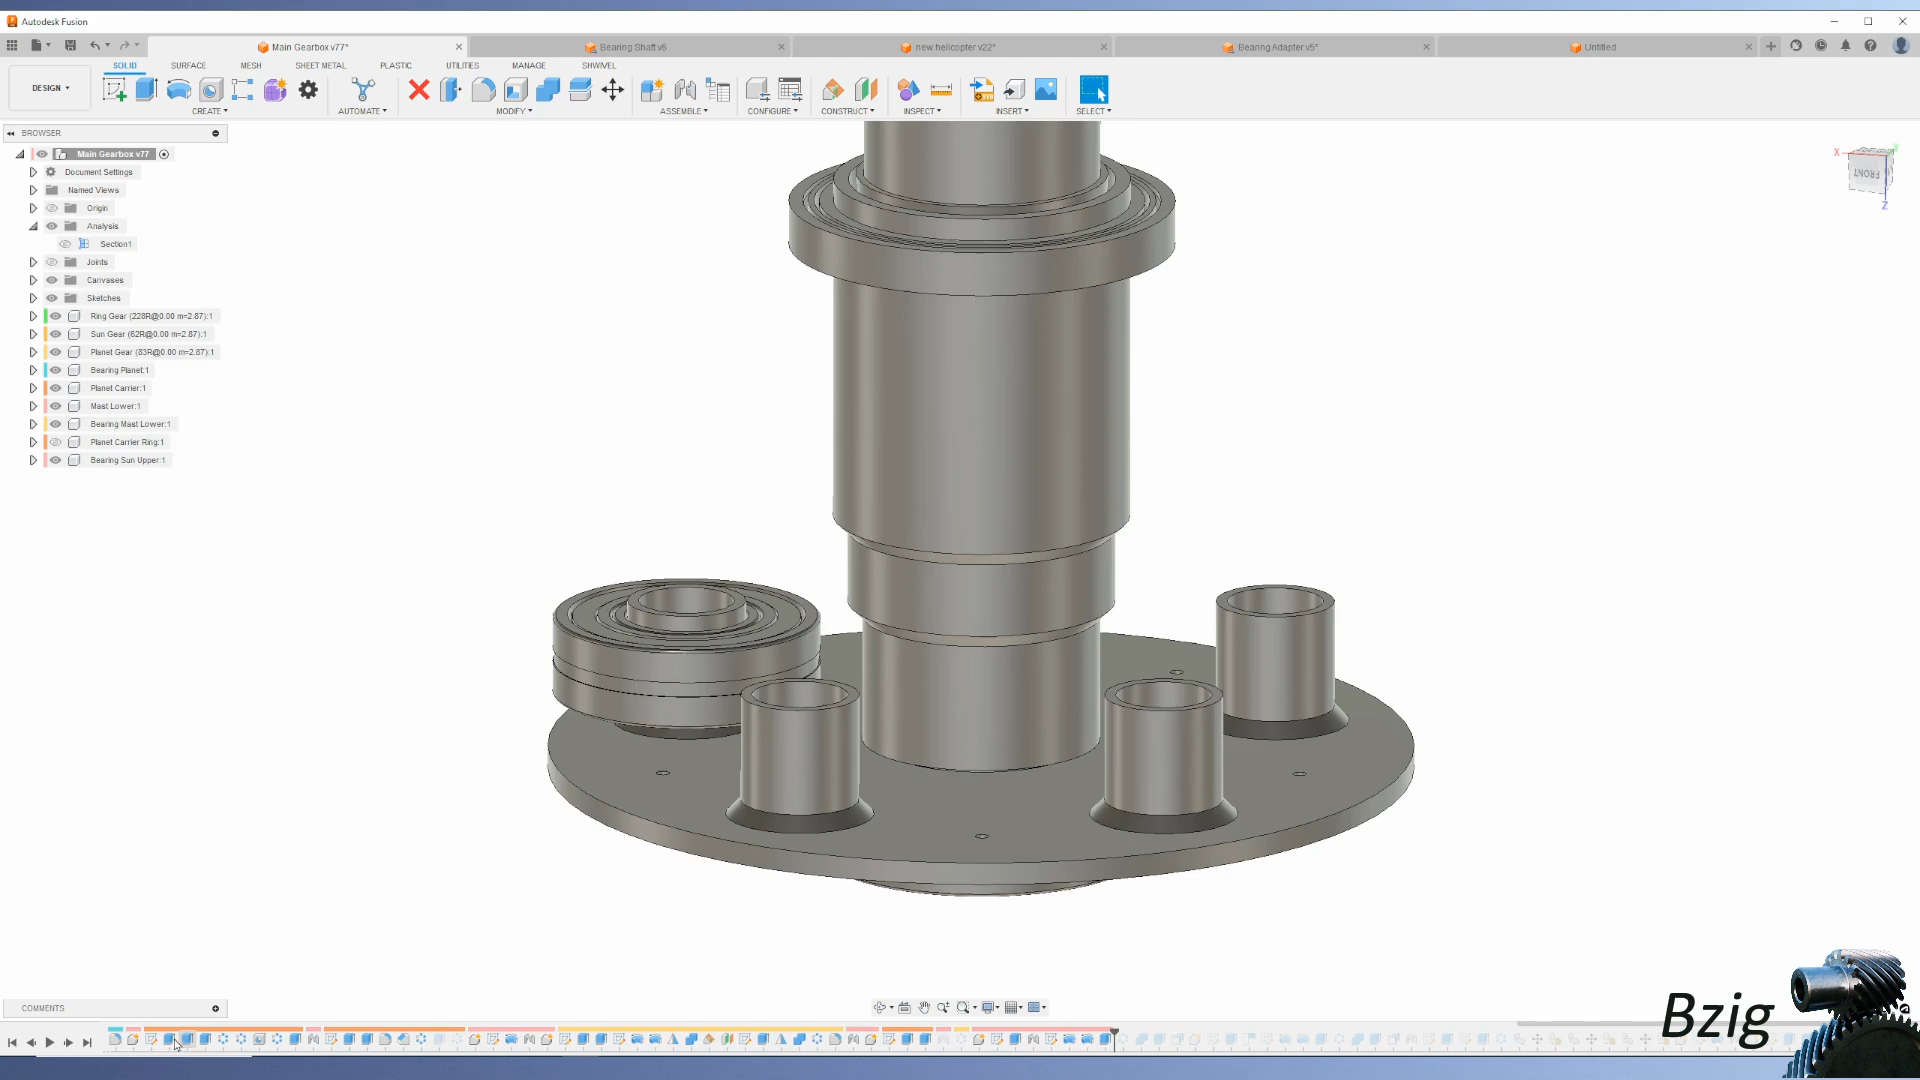 Autodesk Fusion
Main Gearbox v77*
Bearing Shaft v6
new helicopter v22*
Bearing Adapter v5*
Untitled
SOLID
SURFACE
MESH
SHEET METAL
PLASTIC
UTILITIES
MANAGE
SHWIVEL
DESIGN
CREATE
AUTOMATE
MODIFY
ASSEMBLE
CONFIGURE
CONSTRUCT
INSPECT
INSERT
SELECT
BROWSER
Main Gearbox v77
Document Settings
Named Views
Origin
Analysis
Section1
Joints
Canvases
Sketches
Ring Gear (228R@0.00 m=2.87):1
Sun Gear (62R@0.00 m=2.87):1
Planet Gear (83R@0.00 m=2.87):1
Bearing Planet:1
Planet Carrier:1
Mast Lower:1
Bearing Mast Lower:1
Planet Carrier Ring:1
Bearing Sun Upper:1
X
FRONT
Z
COMMENTS
Bzig